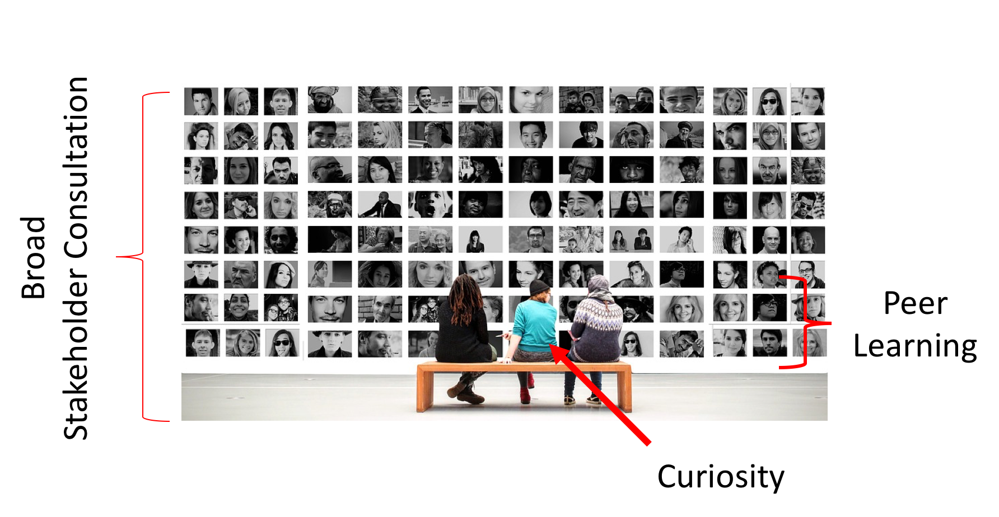 Broad
Stakeholder Consultation
Peer
Learning
Curiosity